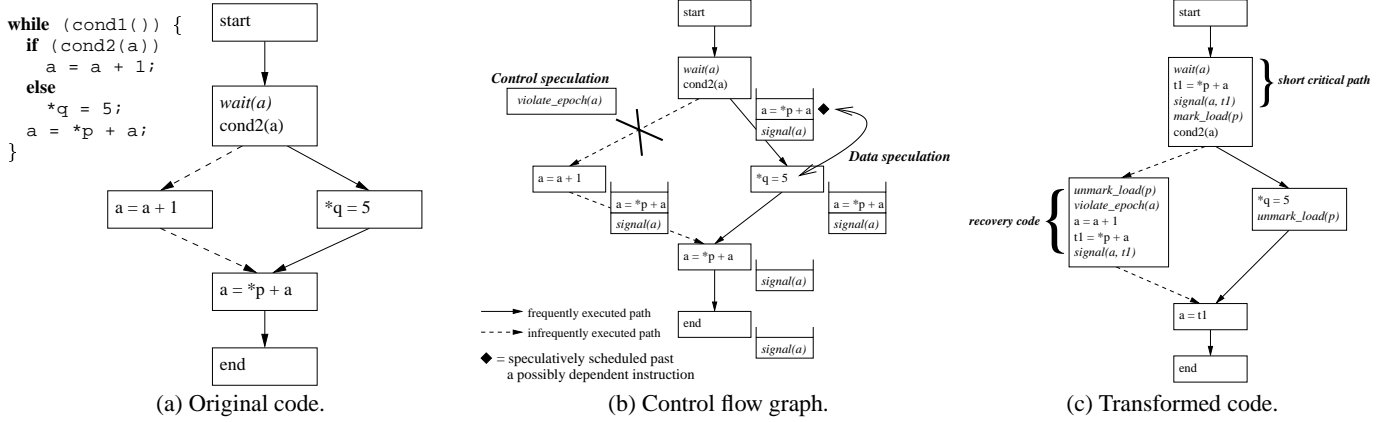 while (cond1()) {
if (cond2(a))
a = a + 1;
else
*q = 5;
a = *p + a;
}
start
wait(a)
cond2(a)
a = a + 1
*q = 5
a = *p + a
end
(a) Original code.
start
wait(a)
cond2(a)
Control speculation
violate_epoch(a)
a = *p + a
signal(a)
Data speculation
a = a + 1
*q = 5
a = *p + a
signal(a)
a = *p + a
signal(a)
a = *p + a
signal(a)
end
signal(a)
frequently executed path
infrequently executed path
= speculatively scheduled past
a possibly dependent instruction
(b) Control flow graph.
start
wait(a)
t1 = *p + a
signal(a, t1)
mark_load(p)
cond2(a)
short critical path
recovery code
unmark_load(p)
violate_epoch(a)
a = a + 1
t1 = *p + a
signal(a, t1)
*q = 5
unmark_load(p)
a = t1
end
(c) Transformed code.